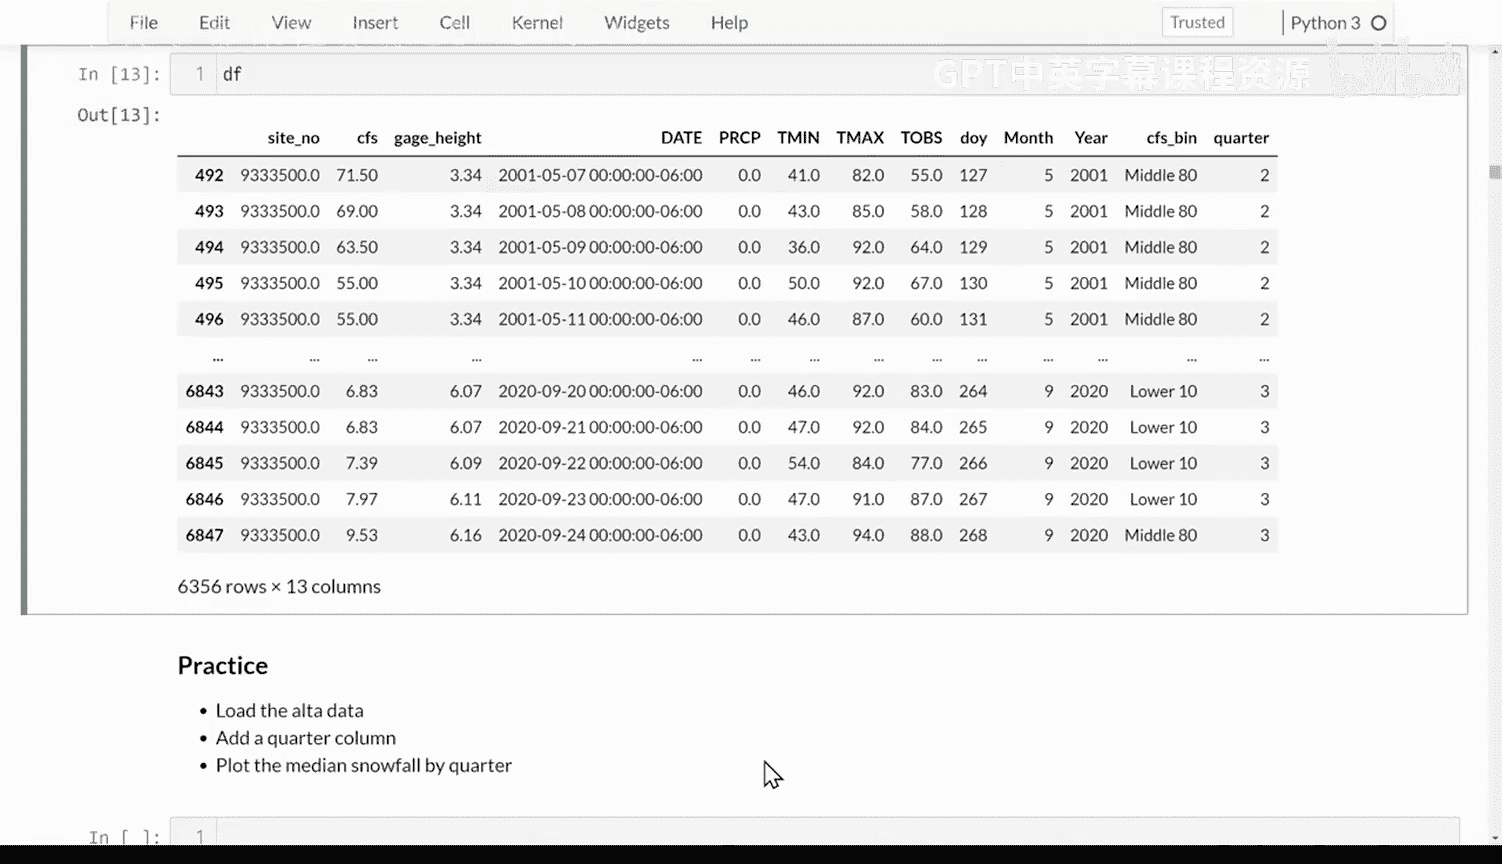 File Edit View Insert Cell Kernel Widgets Help Trusted Python 3
In [13]: 1 df
GPT中英字幕课程资源
Out[13]:
site_no cfs gage_height DATE PRCP TMIN TMAX TOBS doy Month Year cfs_bin quarter
492 9333500.0 71.50 3.34 2001-05-07 00:00:00-06:00 0.0 41.0 82.0 55.0 127 5 2001 Middle 80 2
493 9333500.0 69.00 3.34 2001-05-08 00:00:00-06:00 0.0 43.0 85.0 58.0 128 5 2001 Middle 80 2
494 9333500.0 63.50 3.34 2001-05-09 00:00:00-06:00 0.0 36.0 92.0 64.0 129 5 2001 Middle 80 2
495 9333500.0 55.00 3.34 2001-05-10 00:00:00-06:00 0.0 50.0 92.0 67.0 130 5 2001 Middle 80 2
496 9333500.0 55.00 3.34 2001-05-11 00:00:00-06:00 0.0 46.0 87.0 60.0 131 5 2001 Middle 80 2
... ... ... ... ... ... ... ... ... ... ... ... ... ...
6843 9333500.0 6.83 6.07 2020-09-20 00:00:00-06:00 0.0 46.0 92.0 83.0 264 9 2020 Lower 10 3
6844 9333500.0 6.83 6.07 2020-09-21 00:00:00-06:00 0.0 47.0 92.0 84.0 265 9 2020 Lower 10 3
6845 9333500.0 7.39 6.09 2020-09-22 00:00:00-06:00 0.0 54.0 84.0 77.0 266 9 2020 Lower 10 3
6846 9333500.0 7.97 6.11 2020-09-23 00:00:00-06:00 0.0 47.0 91.0 87.0 267 9 2020 Lower 10 3
6847 9333500.0 9.53 6.16 2020-09-24 00:00:00-06:00 0.0 43.0 94.0 88.0 268 9 2020 Middle 80 3
6356 rows × 13 columns
Practice
• Load the alta data
• Add a quarter column
• Plot the median snowfall by quarter
In [ ]: 1